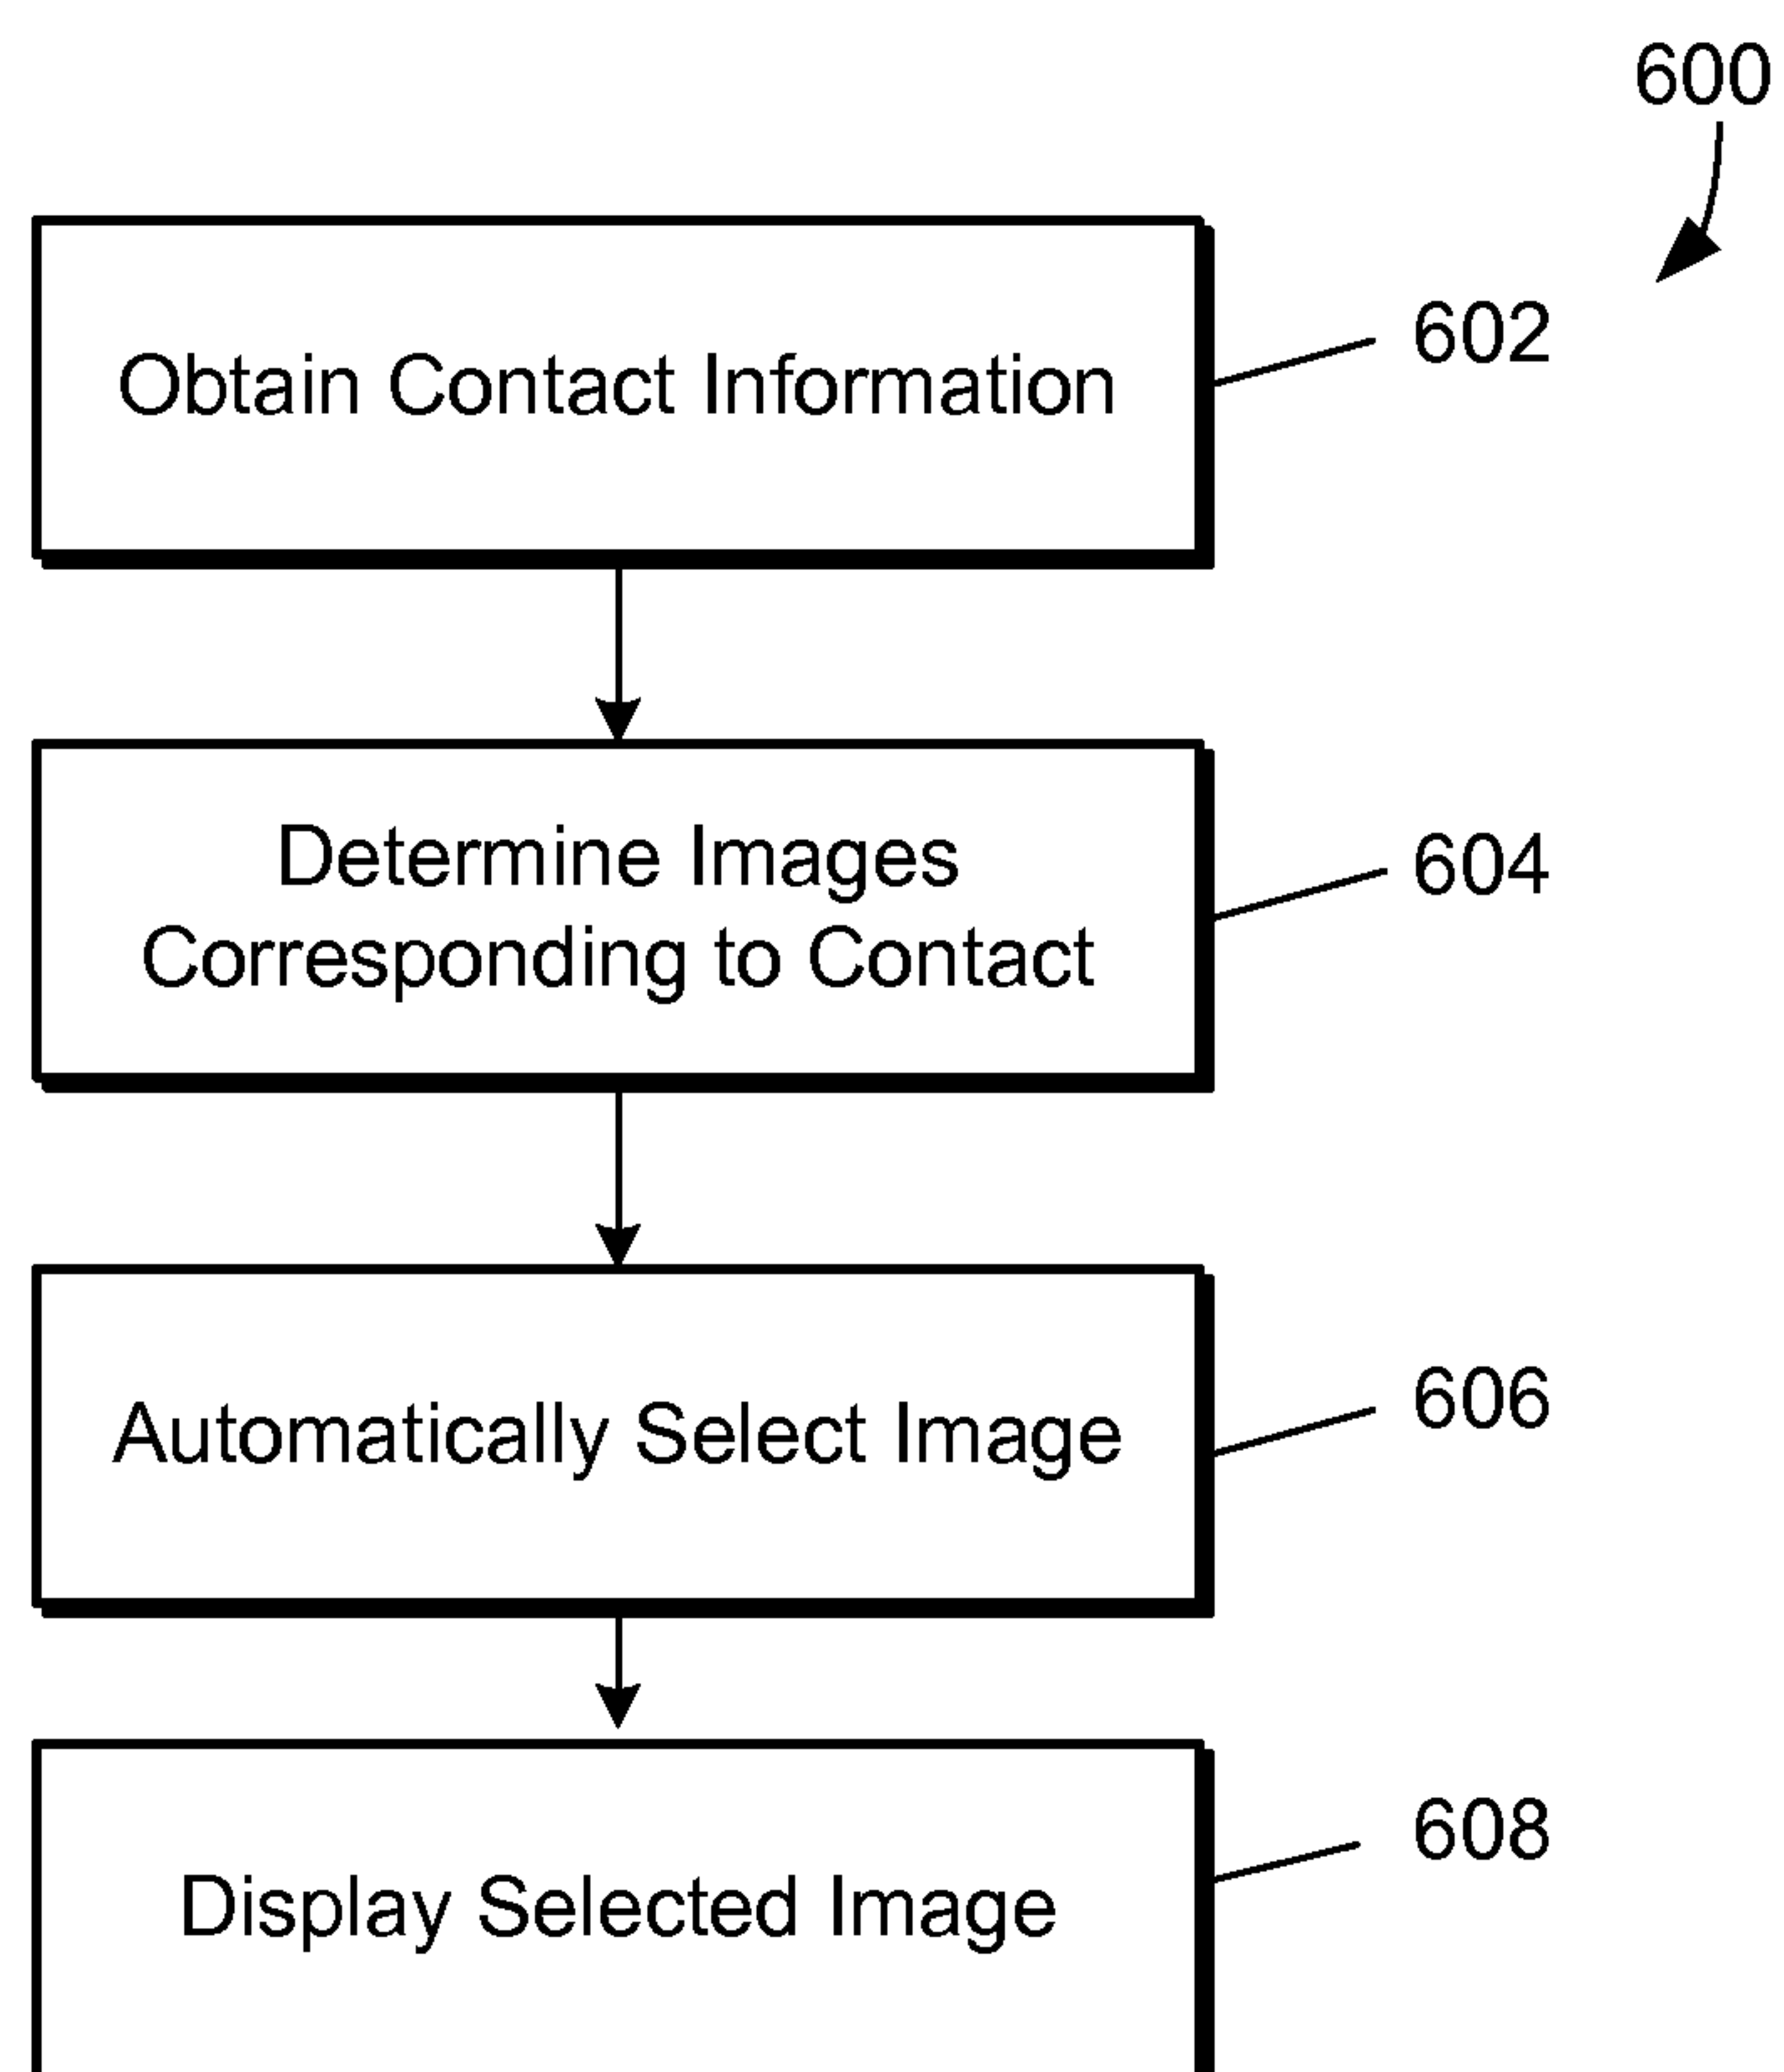 600
Obtain Contact Information
602
Determine Images
Corresponding to Contact
604
Automatically Select Image
606
Display Selected Image
608